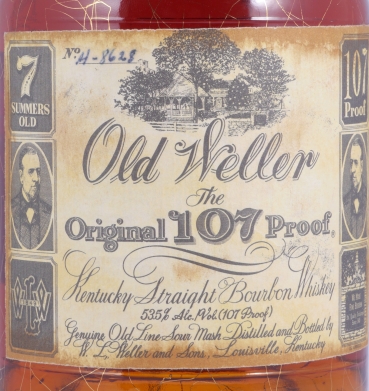 7
SUMMERS
OLD
No. H-8628
107
Proof
Old Weller
The
Original 107 Proof
Kentucky Straight Bourbon Whiskey
53.5% Alc./Vol. (107 Proof)
Genuine Old Line Sour Mash Distilled and Bottled by
W. L. Weller and Sons, Louisville, Kentucky
WLW